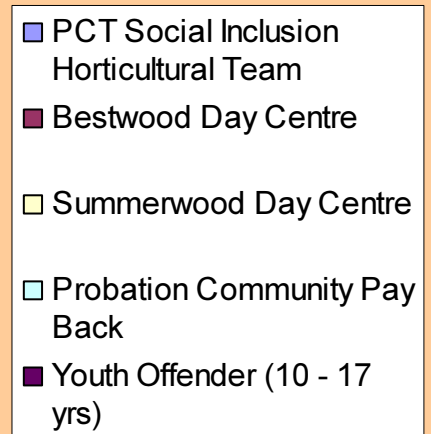 PCT Social Inclusion
Horticultural Team
Bestwood Day Centre
Summerwood Day Centre
Probation Community Pay
Back
Youth Offender (10 - 17
yrs)